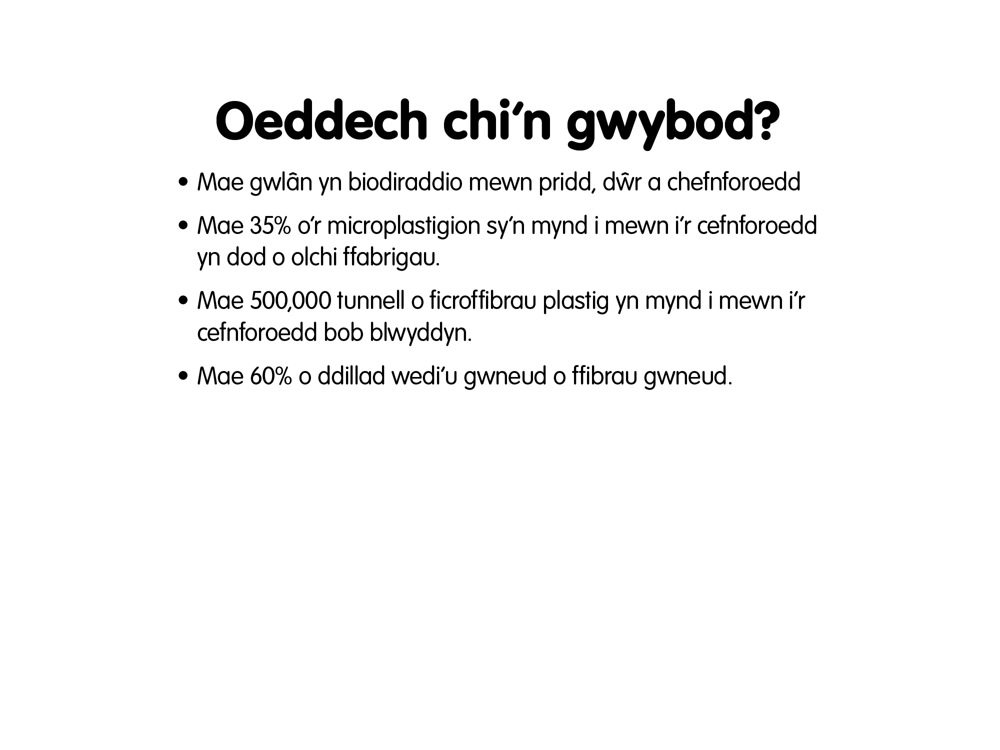 Oeddech chi’n gwybod?
• Mae gwlân yn biodiraddio mewn pridd, dŵr a chefnforoedd
• Mae 35% o’r microplastigion sy’n mynd i mewn i’r cefnforoedd
yn dod o olchi ffabrigau.
• Mae 500,000 tunnell o ficroffibrau plastig yn mynd i mewn i’r
cefnforoedd bob blwyddyn.
• Mae 60% o ddillad wedi’u gwneud o ffibrau gwneud.